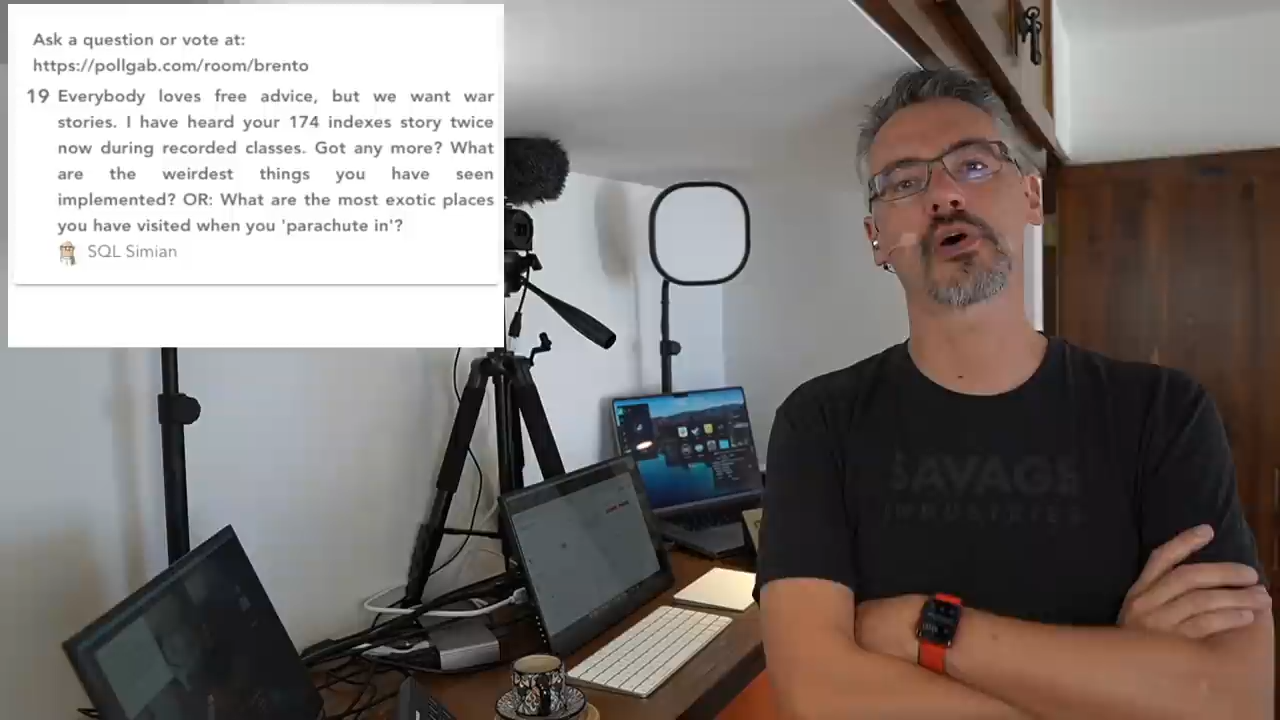 Ask a question or vote at:
https://pollgab.com/room/brento
19 Everybody loves free advice, but we want war
stories. I have heard your 174 indexes story twice
now during recorded classes. Got any more? What
are the weirdest things you have seen
implemented? OR: What are the most exotic places
you have visited when you 'parachute in'?
SQL Simian
SAVAGE
INDUSTRIES